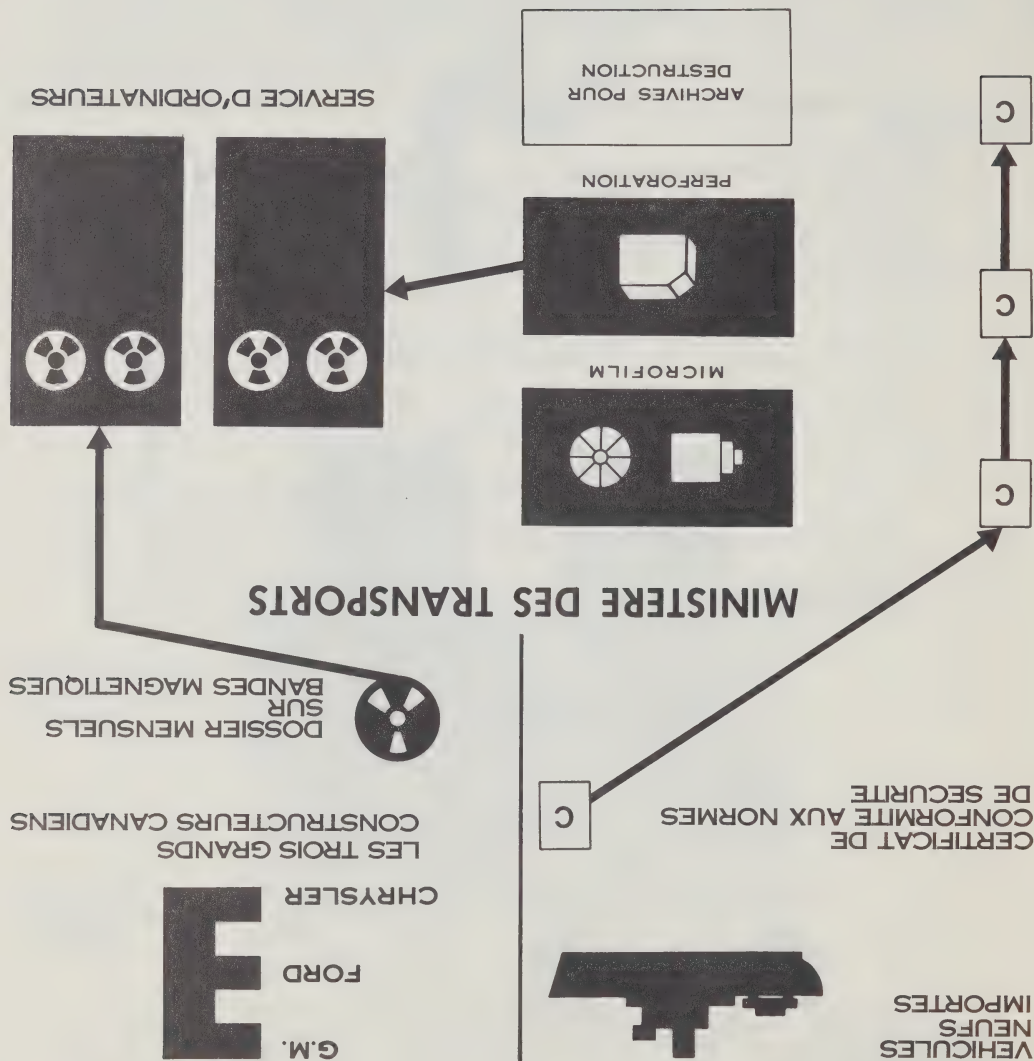 VEHICULES
NEUFS
IMPORTES
CERTIFICAT DE
CONFORMITE AUX NORMES
DE SECURITE
C
G.M.
FORD
CHRYSLER
LES TROIS GRANDS
CONSTRUCTEURS CANADIENS
DOSSIER MENSUELS
SUR
BANDES MAGNETIQUES
MINISTERE DES TRANSPORTS
C
C
C
MICROFILM
PERFORATION
ARCHIVES POUR
DESTRUCTION
SERVICE D'ORDINATEURS